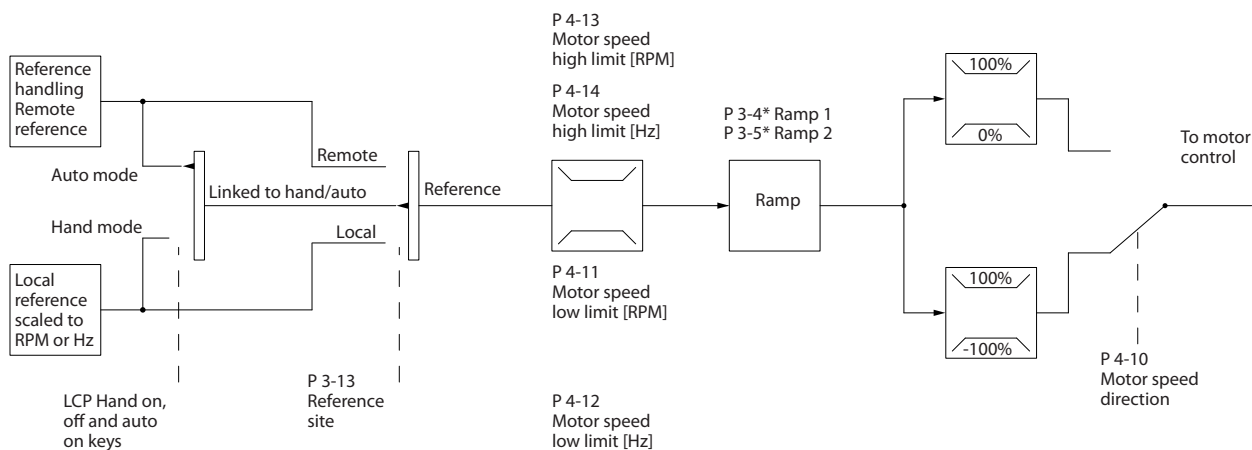 Reference
handling
Remote
reference
Auto mode
Hand mode
Local
reference
scaled to
RPM or Hz
LCP Hand on,
off and auto
on keys
Linked to hand/auto
Remote
Local
P 3-13
Reference
site
Reference
P 4-13
Motor speed
high limit [RPM]
P 4-14
Motor speed
high limit [Hz]
P 4-11
Motor speed
low limit [RPM]
P 4-12
Motor speed
low limit [Hz]
P 3-4* Ramp 1
P 3-5* Ramp 2
Ramp
100%
0%
100%
-100%
To motor
control
P 4-10
Motor speed
direction